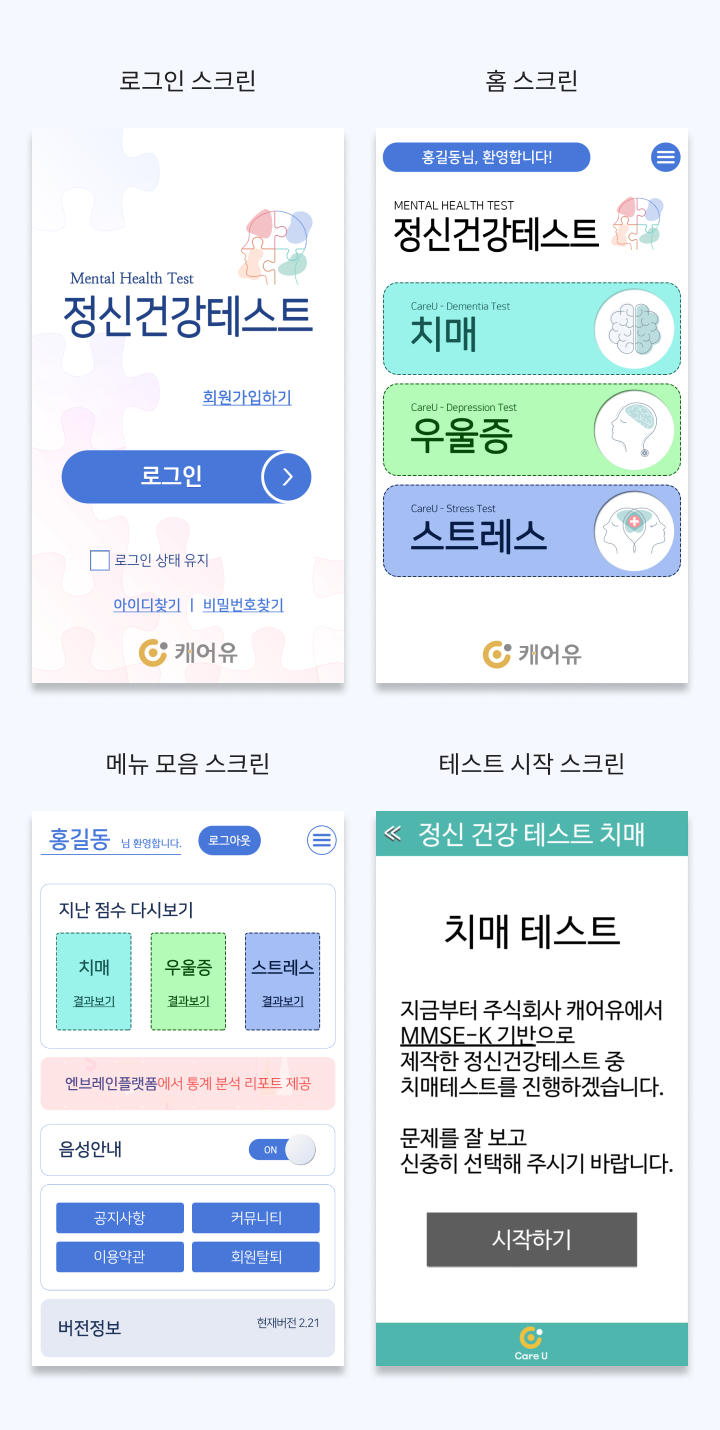 로그인 스크린
Mental Health Test
정신건강테스트
회원가입하기
로그인
로그인 상태 유지
아이디찾기 | 비밀번호찾기
캐어유
홈 스크린
홍길동님, 환영합니다!
MENTAL HEALTH TEST
정신건강테스트
CareU - Dementia Test
치매
CareU - Depression Test
우울증
CareU - Stress Test
스트레스
캐어유
메뉴 모음 스크린
홍길동 님 환영합니다. 로그아웃
지난 점수 다시보기
치매 우울증 스트레스
결과보기 결과보기 결과보기
엔브레인플랫폼에서 통계 분석 리포트 제공
음성안내 ON
공지사항 커뮤니티
이용약관 회원탈퇴
버전정보 현재버전 2.21
테스트 시작 스크린
정신 건강 테스트 치매
치매 테스트
지금부터 주식회사 캐어유에서
MMSE-K 기반으로
제작한 정신건강테스트 중
치매테스트를 진행하겠습니다.
문제를 잘 보고
신중히 선택해 주시기 바랍니다.
시작하기
Care U